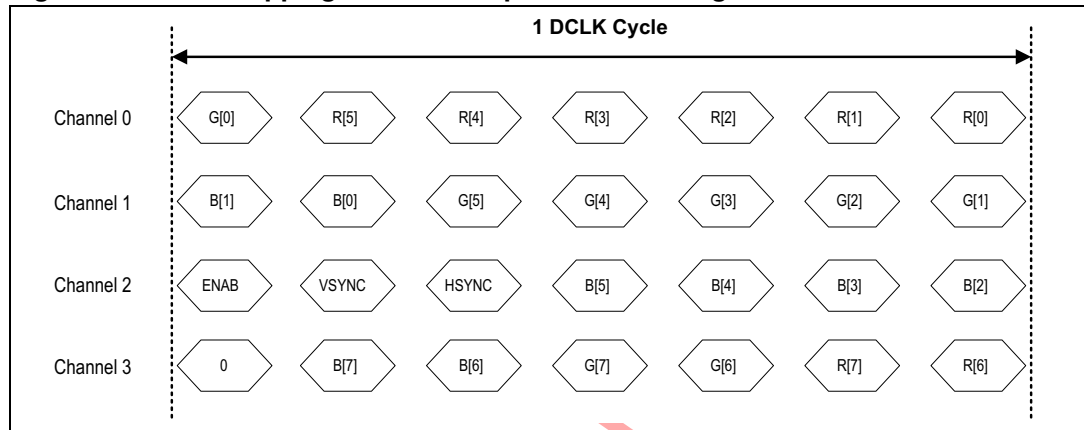 1 DCLK Cycle
Channel 0 G[0] R[5] R[4] R[3] R[2] R[1] R[0]
Channel 1 B[1] B[0] G[5] G[4] G[3] G[2] G[1]
Channel 2 ENAB VSYNC HSYNC B[5] B[4] B[3] B[2]
Channel 3 0 B[7] B[6] G[7] G[6] R[7] R[6]